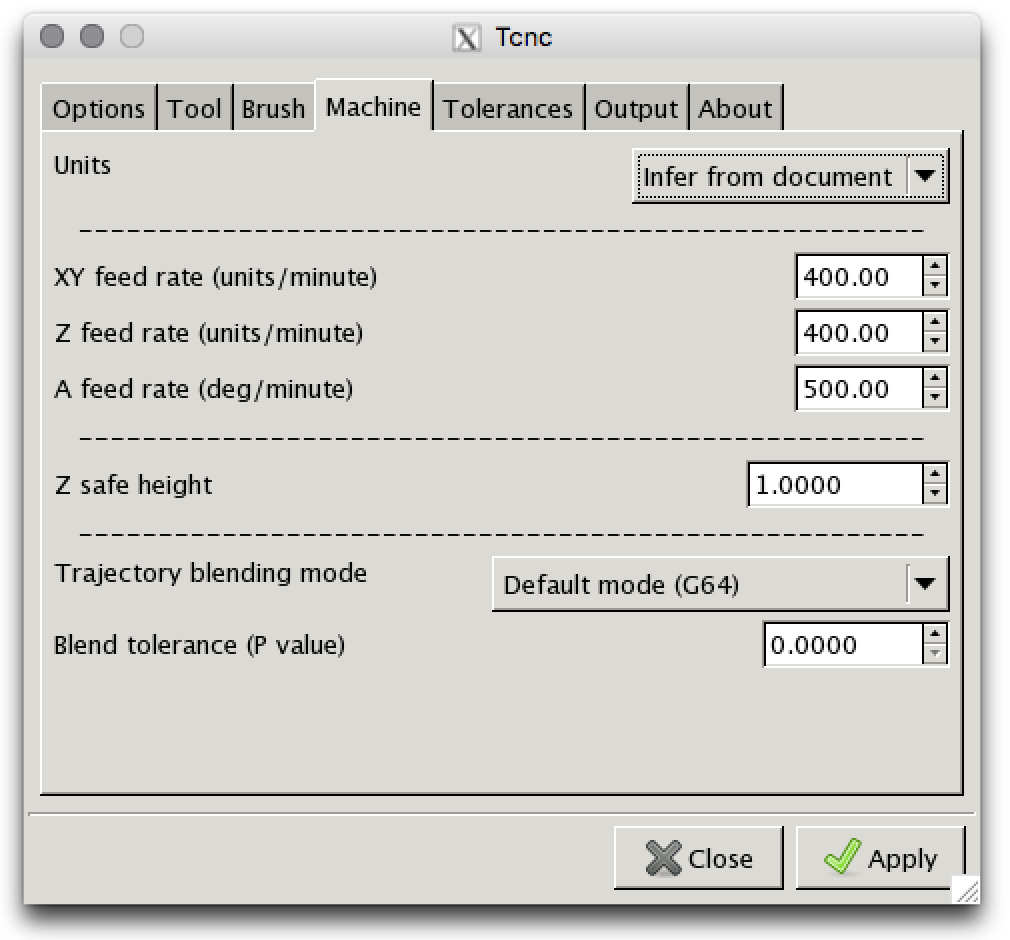 Tcnc
Options Tool Brush Machine Tolerances Output About
Units Infer from document
XY feed rate (units/minute) 400.00
Z feed rate (units/minute) 400.00
A feed rate (deg/minute) 500.00
Z safe height 1.0000
Trajectory blending mode Default mode (G64)
Blend tolerance (P value) 0.0000
Close Apply